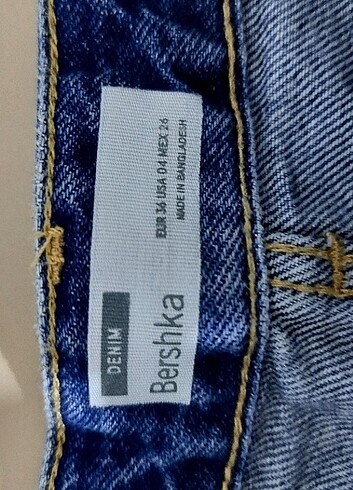 DENIM
Bershka
EUR 36 USA 04 MEX 26
MADE IN BANGLADESH